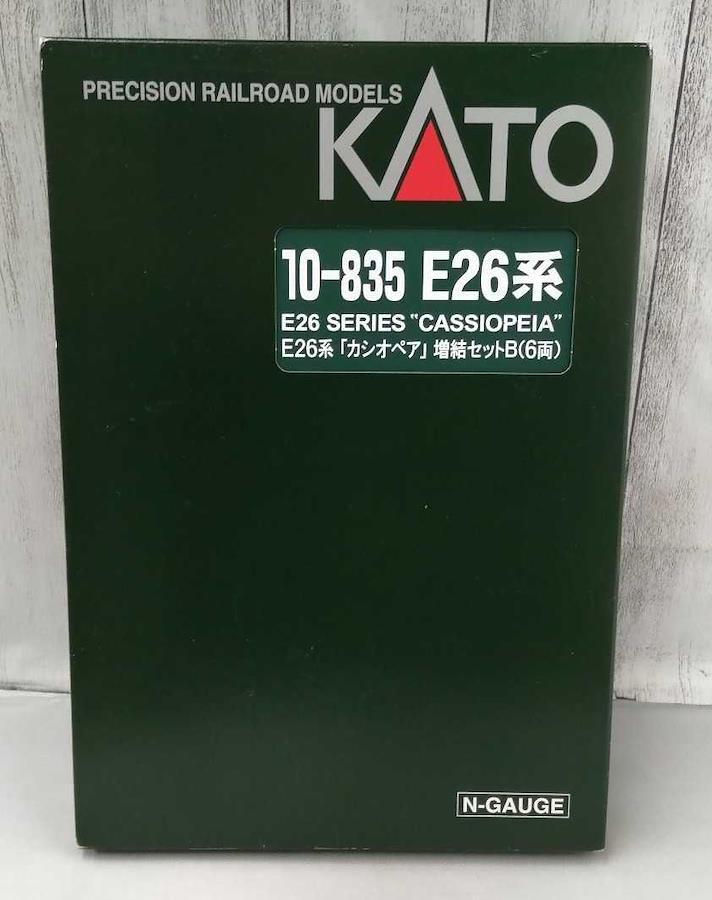 PRECISION RAILROAD MODELS
KATO
10-835 E26系
E26 SERIES "CASSIOPEIA"
E26系「カシオペア」増結セットB(6両)
N-GAUGE